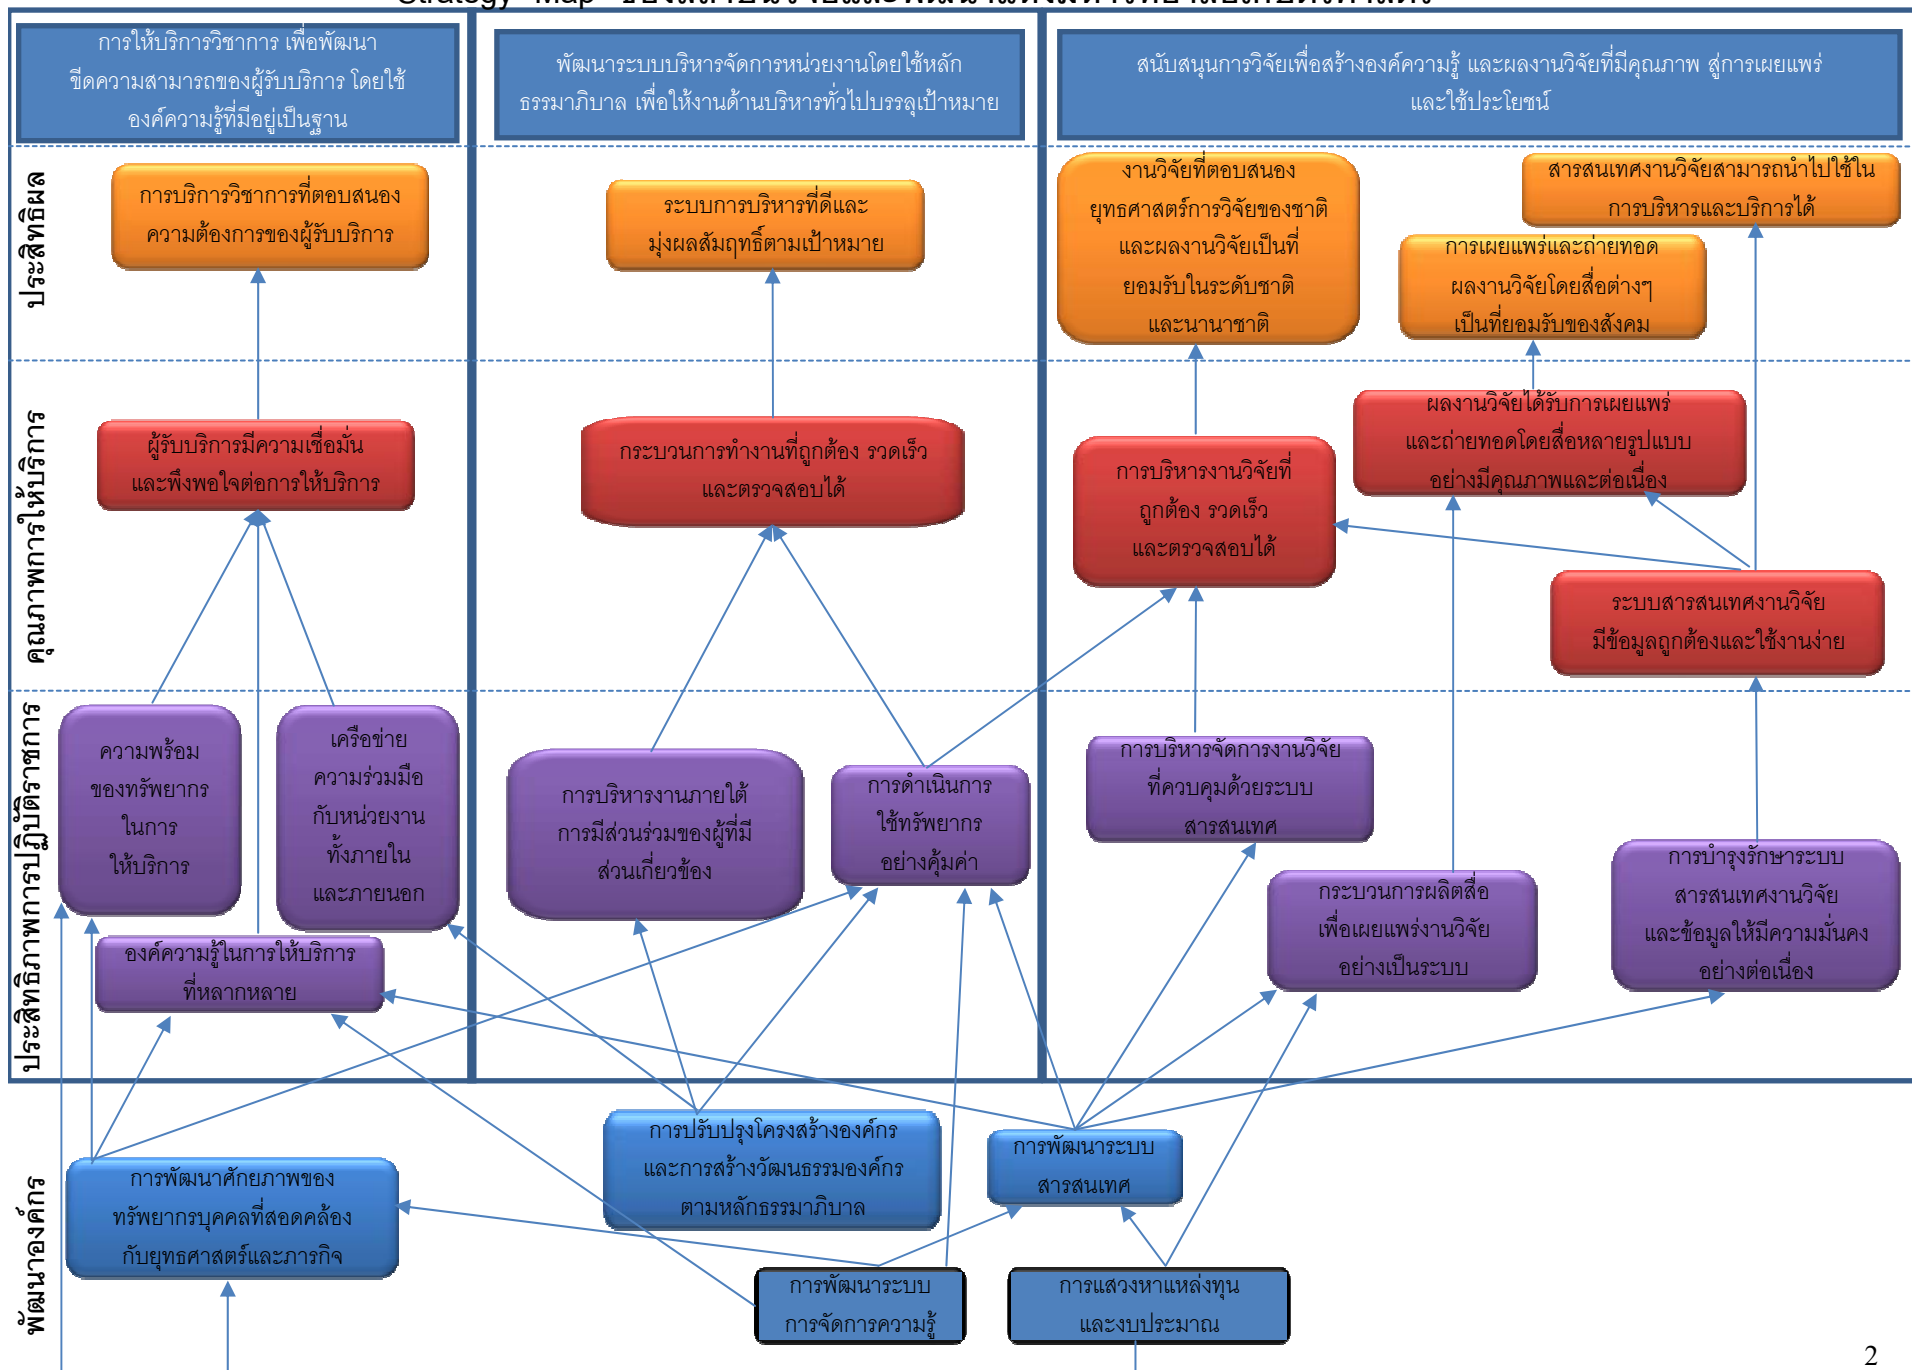 Strategy Map ของสถาบันวิจัยและพัฒนาแห่งมหาวิทยาลัยเกษตรศาสตร์
การให้บริการวิชาการ เพื่อพัฒนา
ขีดความสามารถของผู้รับบริการ โดยใช้
องค์ความรู้ที่มีอยู่เป็นฐาน
พัฒนาระบบบริหารจัดการหน่วยงานโดยใช้หลัก
ธรรมาภิบาล เพื่อให้งานด้านบริหารทั่วไปบรรลุเป้าหมาย
สนับสนุนการวิจัยเพื่อสร้างองค์ความรู้ และผลงานวิจัยที่มีคุณภาพ สู่การเผยแพร่
และใช้ประโยชน์
ประสิทธิผล
การบริการวิชาการที่ตอบสนอง
ความต้องการของผู้รับบริการ
ระบบการบริหารที่ดีและ
มุ่งผลสัมฤทธิ์ตามเป้าหมาย
งานวิจัยที่ตอบสนอง
ยุทธศาสตร์การวิจัยของชาติ
และผลงานวิจัยเป็นที่
ยอมรับในระดับชาติ
และนานาชาติ
สารสนเทศงานวิจัยสามารถนำไปใช้ใน
การบริหารและบริการได้
การเผยแพร่และถ่ายทอด
ผลงานวิจัยโดยสื่อต่างๆ
เป็นที่ยอมรับของสังคม
คุณภาพการให้บริการ
ผู้รับบริการมีความเชื่อมั่น
และพึงพอใจต่อการให้บริการ
กระบวนการทำงานที่ถูกต้อง รวดเร็ว
และตรวจสอบได้
การบริหารงานวิจัยที่
ถูกต้อง รวดเร็ว
และตรวจสอบได้
ผลงานวิจัยได้รับการเผยแพร่
และถ่ายทอดโดยสื่อหลายรูปแบบ
อย่างมีคุณภาพและต่อเนื่อง
ระบบสารสนเทศงานวิจัย
มีข้อมูลถูกต้องและใช้งานง่าย
ประสิทธิภาพการปฏิบัติราชการ
ความพร้อม
ของทรัพยากร
ในการ
ให้บริการ
เครือข่าย
ความร่วมมือ
กับหน่วยงาน
ทั้งภายใน
และภายนอก
องค์ความรู้ในการให้บริการ
ที่หลากหลาย
การบริหารงานภายใต้
การมีส่วนร่วมของผู้ที่มี
ส่วนเกี่ยวข้อง
การดำเนินการ
ใช้ทรัพยากร
อย่างคุ้มค่า
การบริหารจัดการงานวิจัย
ที่ควบคุมด้วยระบบ
สารสนเทศ
กระบวนการผลิตสื่อ
เพื่อเผยแพร่งานวิจัย
อย่างเป็นระบบ
การบำรุงรักษาระบบ
สารสนเทศงานวิจัย
และข้อมูลให้มีความมั่นคง
อย่างต่อเนื่อง
พัฒนาองค์กร
การพัฒนาศักยภาพของ
ทรัพยากรบุคคลที่สอดคล้อง
กับยุทธศาสตร์และภารกิจ
การปรับปรุงโครงสร้างองค์กร
และการสร้างวัฒนธรรมองค์กร
ตามหลักธรรมาภิบาล
การพัฒนาระบบ
สารสนเทศ
การพัฒนาระบบ
การจัดการความรู้
การแสวงหาแหล่งทุน
และงบประมาณ
2